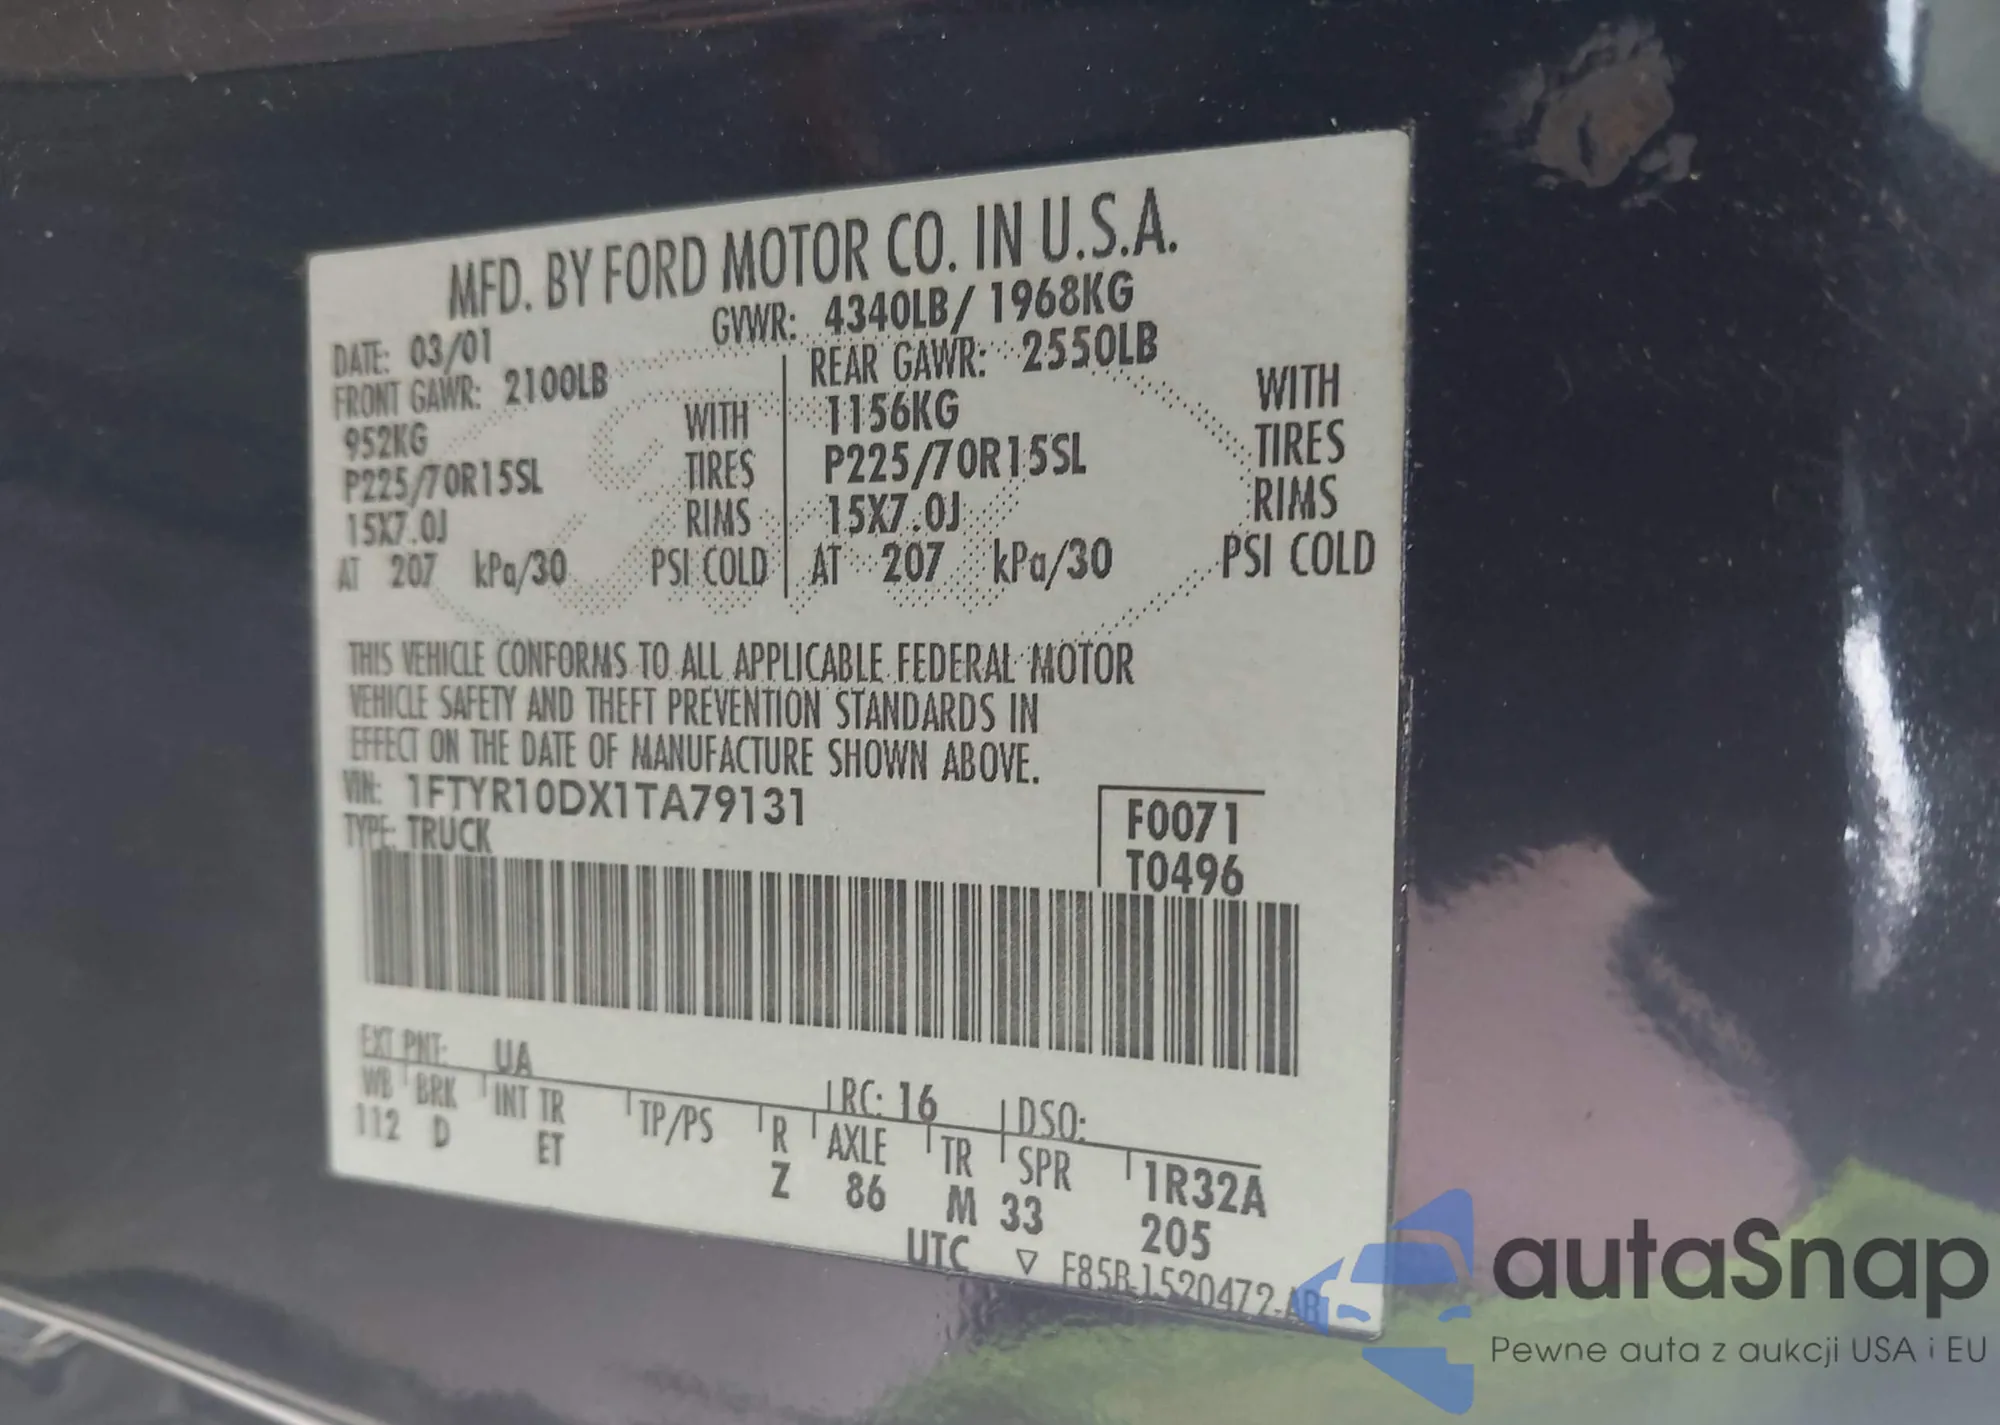 MFD. BY FORD MOTOR CO. IN U.S.A.
DATE: 03/01
GVWR: 4340LB/ 1968KG
FRONT GAWR: 2100LB
952KG WITH
P225/70R15SL TIRES
15X7.0J RIMS
AT 207 kPa/30 PSI COLD
REAR GAWR: 2550LB
1156KG WITH
P225/70R15SL TIRES
15X7.0J RIMS
AT 207 kPa/30 PSI COLD
THIS VEHICLE CONFORMS TO ALL APPLICABLE FEDERAL MOTOR
VEHICLE SAFETY AND THEFT PREVENTION STANDARDS IN
EFFECT ON THE DATE OF MANUFACTURE SHOWN ABOVE.
VIN: 1FTYR10DX1TA79131
TYPE: TRUCK
F0071
T0496
EXT PNT: UA RC: 16 DSO:
WB BRK INT TR TP/PS R AXLE TR SPR 1R32A
112 D ET Z 86 M 33 205
UTC ▽ F85B-1520472-AB
autaSnap
Pewne auta z aukcji USA i EU